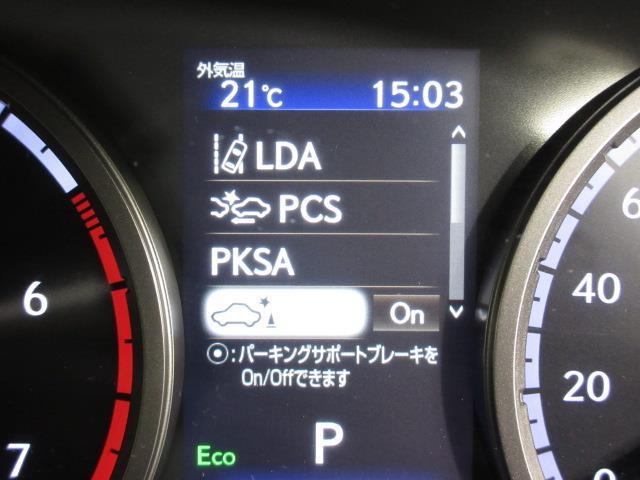 外気温
21℃ 15:03
LDA
PCS
PKSA
On
⦿:パーキングサポートブレーキを
On/Offできます
Eco P
6
7
6
40
20
0